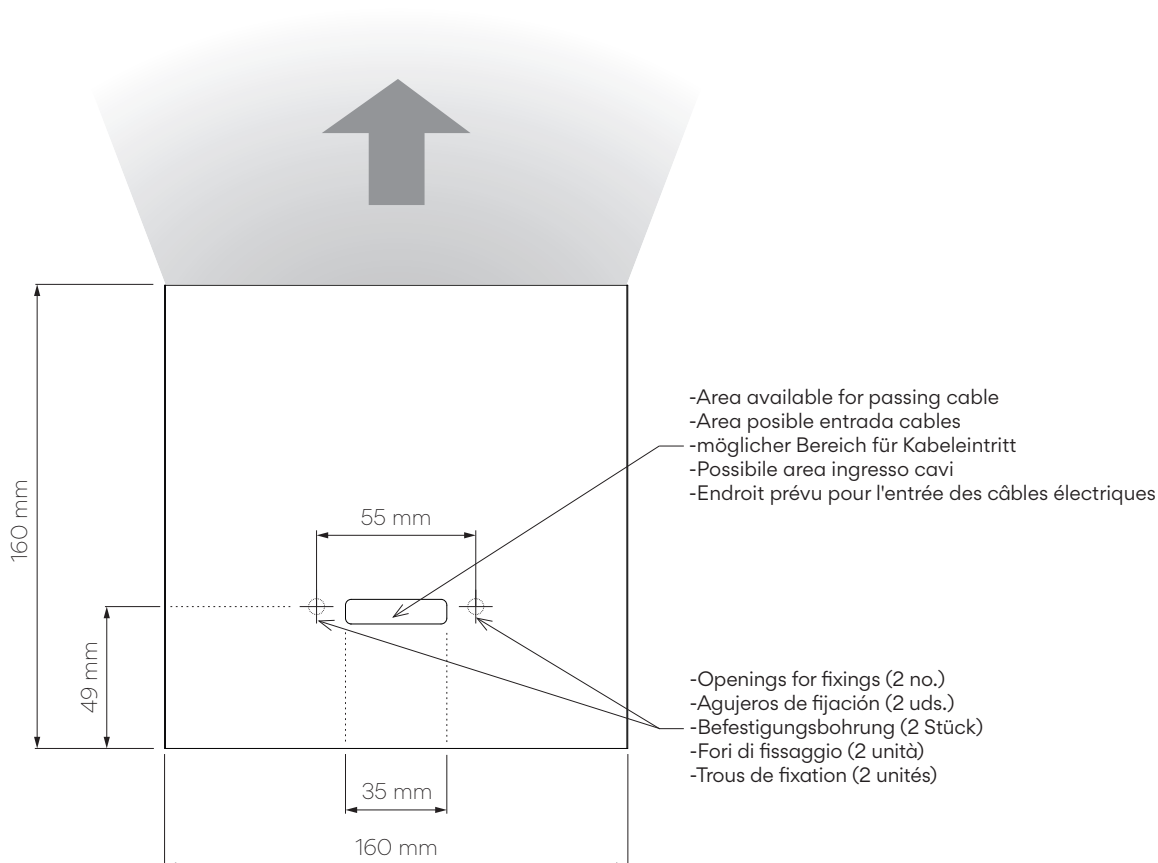 -Area available for passing cable
-Area posible entrada cables
-möglicher Bereich für Kabeleintritt
-Possibile area ingresso cavi
-Endroit prévu pour l'entrée des câbles électriques
160 mm
55 mm
49 mm
-Openings for fixings (2 no.)
-Agujeros de fijación (2 uds.)
-Befestigungsbohrung (2 Stück)
-Fori di fissaggio (2 unità)
-Trous de fixation (2 unités)
35 mm
160 mm